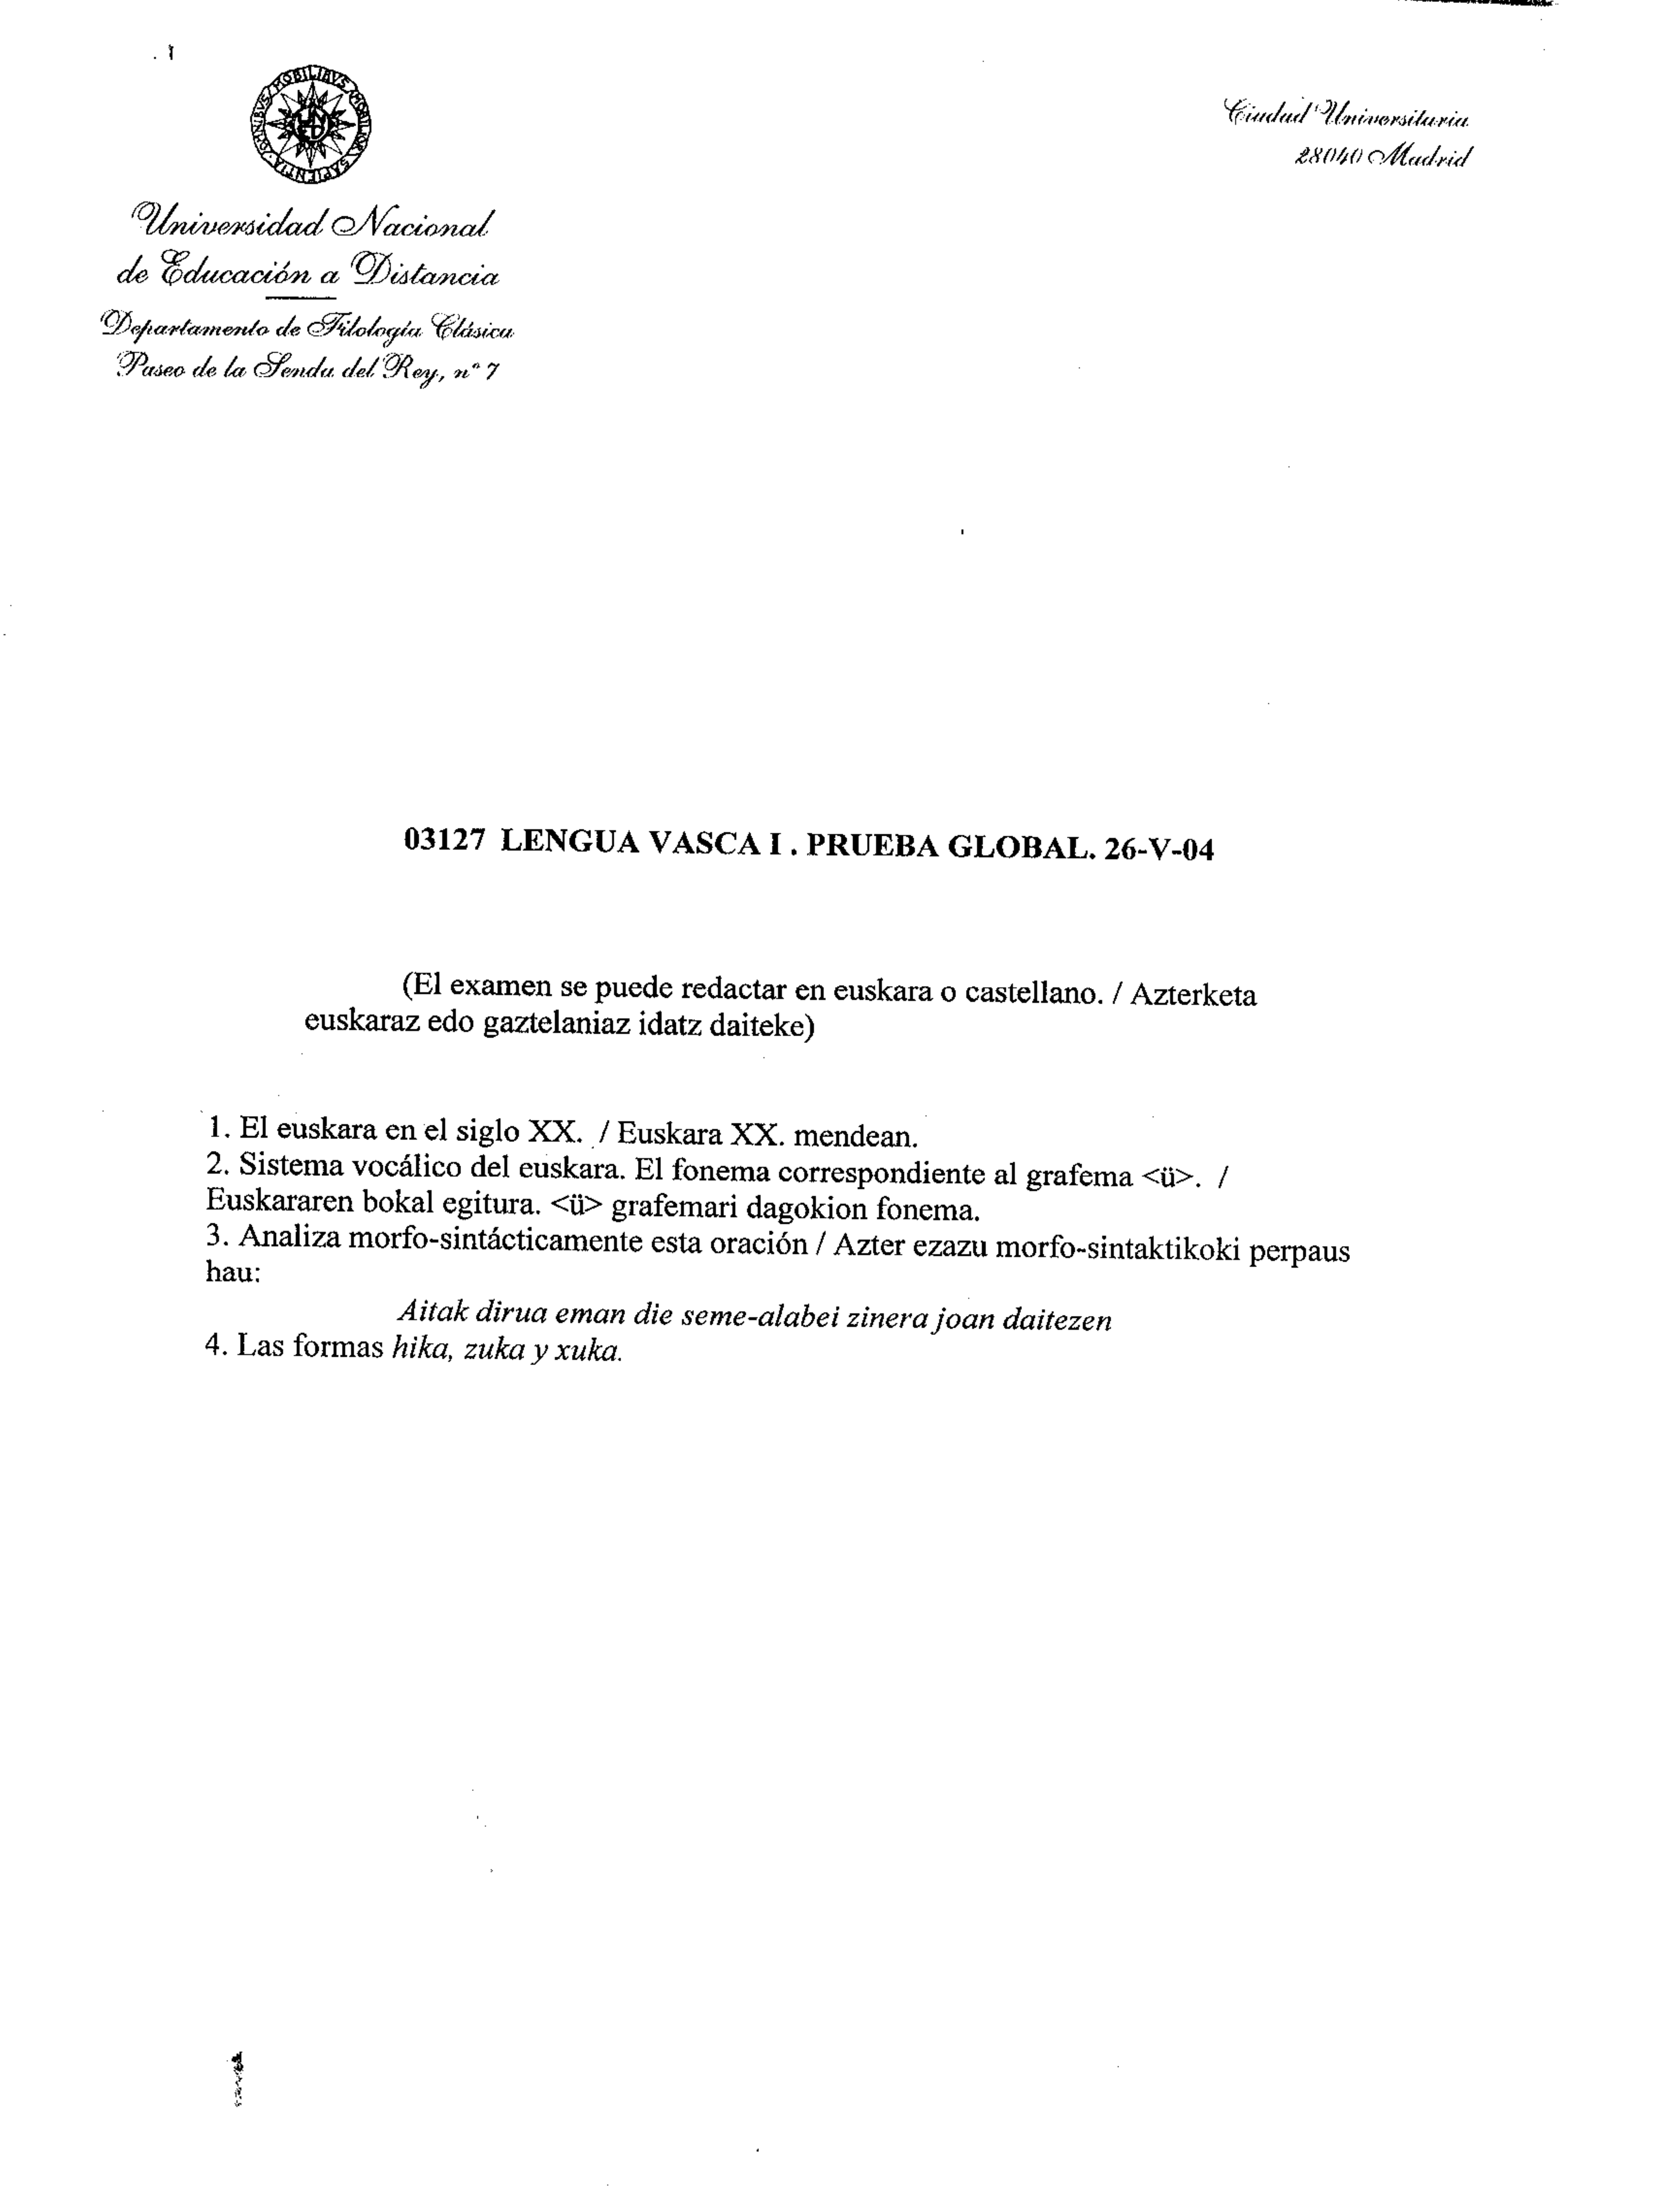 OMNIBVS MOBILIBVS MOBILIOR SAPIENTIA
UNED
Ciudad Universitaria
28040 Madrid
Universidad Nacional
de Educación a Distancia
Departamento de Filología Clásica
Paseo de la Senda del Rey, nº 7
03127 LENGUA VASCA I . PRUEBA GLOBAL. 26-V-04
(El examen se puede redactar en euskara o castellano. / Azterketa
euskaraz edo gaztelaniaz idatz daiteke)
1. El euskara en el siglo XX. / Euskara XX. mendean.
2. Sistema vocálico del euskara. El fonema correspondiente al grafema <ü>. /
Euskararen bokal egitura. <ü> grafemari dagokion fonema.
3. Analiza morfo-sintácticamente esta oración / Azter ezazu morfo-sintaktikoki perpaus
hau:
Aitak dirua eman die seme-alabei zinera joan daitezen
4. Las formas hika, zuka y xuka.